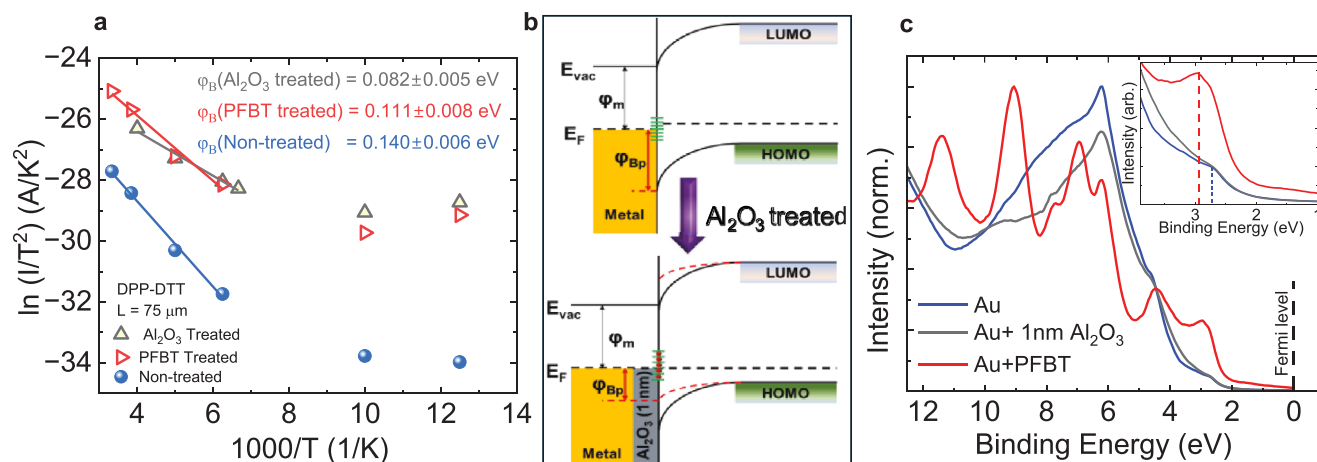 a
ln (I/T²) (A/K²)
−24
−26
−28
−30
−32
−34
φB(Al₂O₃ treated) = 0.082±0.005 eV
φB(PFBT treated) = 0.111±0.008 eV
φB(Non-treated) = 0.140±0.006 eV
DPP-DTT
L = 75 μm
Al₂O₃ Treated
PFBT Treated
Non-treated
4 6 8 10 12 14
1000/T (1/K)
b
LUMO
Evac
φm
EF
φBp
HOMO
Metal
Al₂O₃ treated
LUMO
Evac
φm
EF
φBp
HOMO
Metal
Al₂O₃ (1 nm)
c
Intensity (norm.)
Intensity (arb.)
3 2
Binding Energy (eV)
Au
Au+ 1nm Al₂O₃
Au+PFBT
Fermi level
12 10 8 6 4 2 0
Binding Energy (eV)